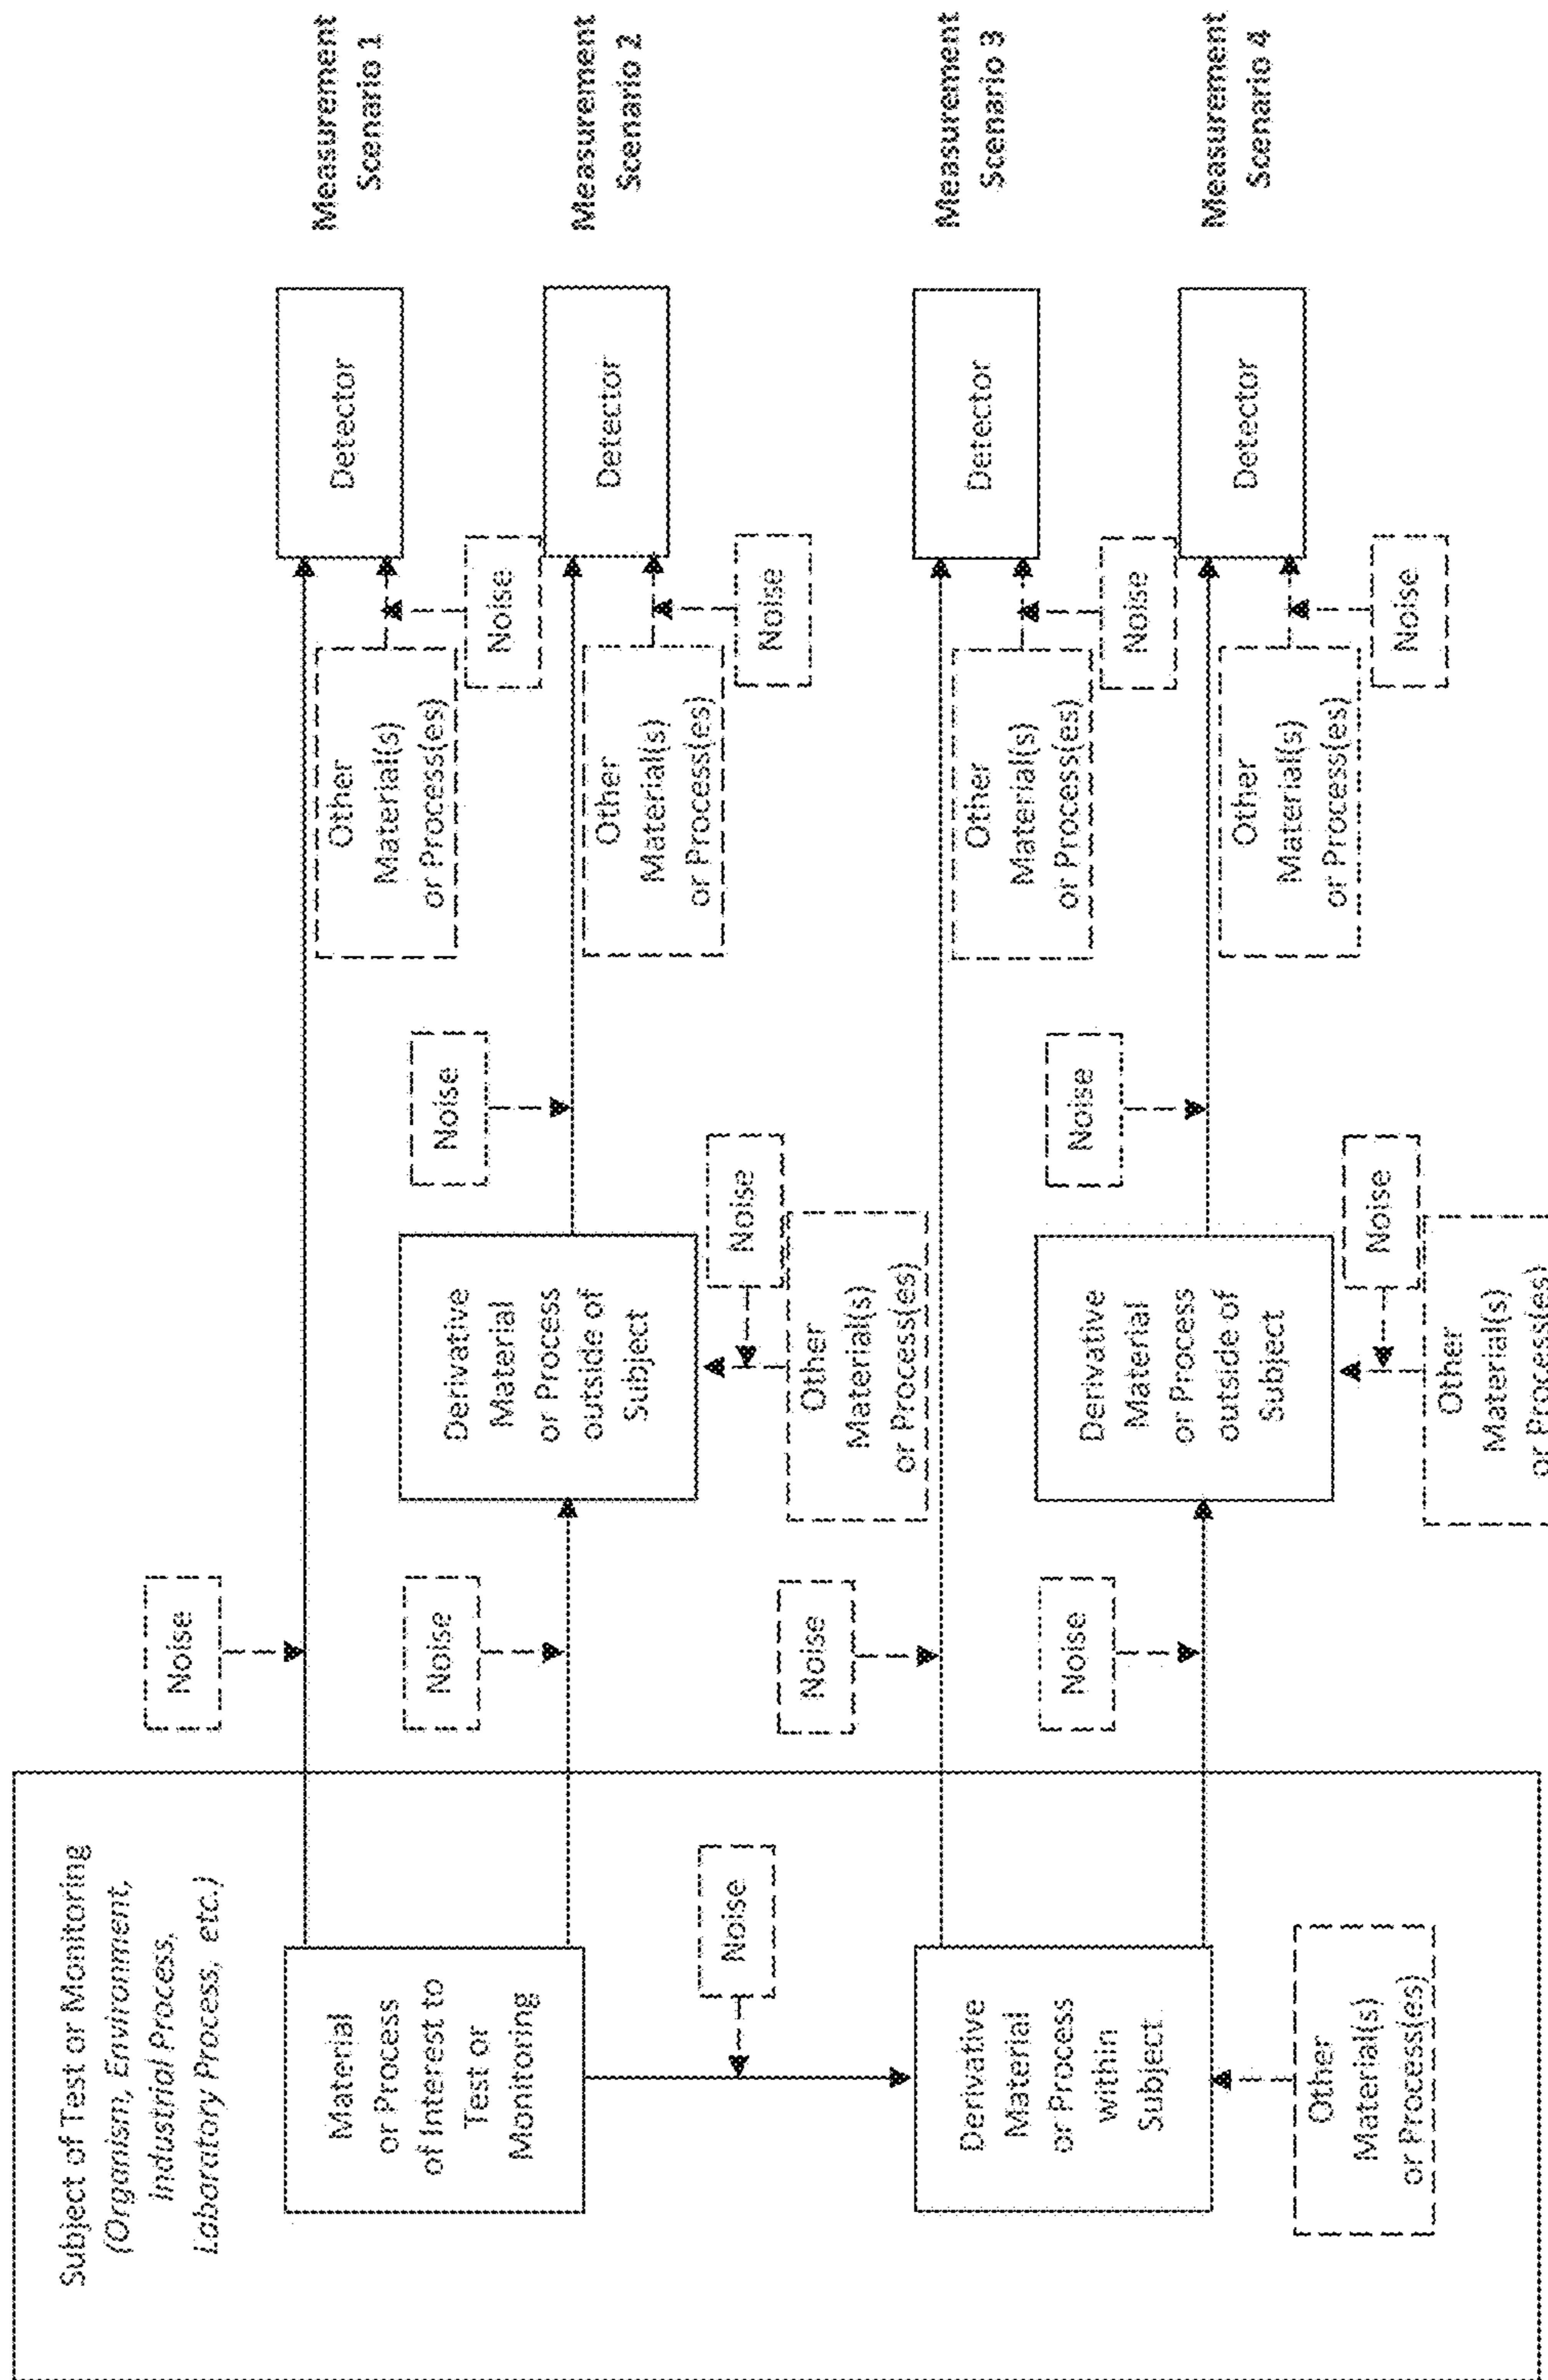 Subject of Test or Monitoring
(Organism, Environment,
Industrial Process,
Labaratory Process, etc.)
Material
or Process
of Interest to
Test or
Monitoring
Noise
Derivative
Material
or Process
within
Subject
Other
Material(s)
or Process(es)
Noise
Other
Material(s)
or Process(es)
Noise
Detector
Measurement
Scenario 1
Noise
Derivative
Material
or Process
outside of
Subject
Noise
Other
Material(s)
or Process(es)
Noise
Other
Material(s)
or Process(es)
Noise
Detector
Measurement
Scenario 2
Noise
Other
Material(s)
or Process(es)
Noise
Detector
Measurement
Scenario 3
Noise
Derivative
Material
or Process
outside of
Subject
Noise
Other
Material(s)
or Process(es)
Noise
Other
Material(s)
or Process(es)
Noise
Detector
Measurement
Scenario 4